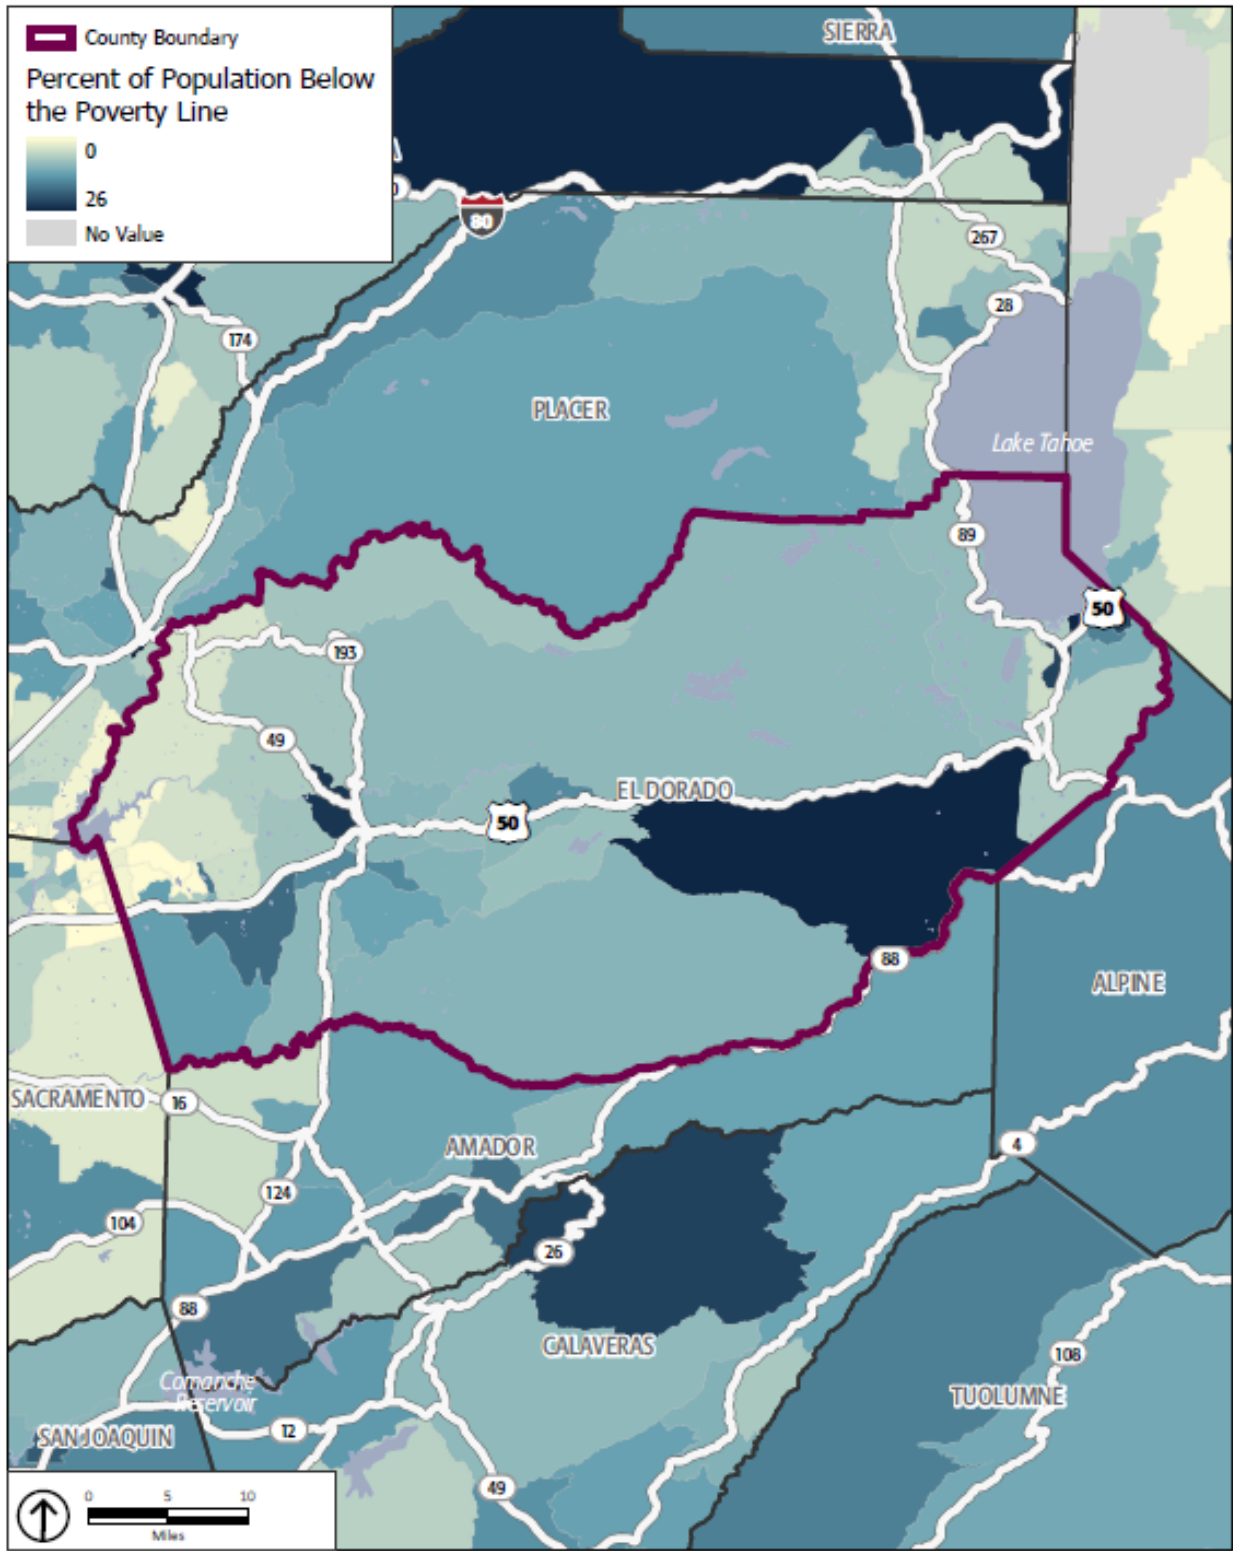 County Boundary
Percent of Population Below
the Poverty Line
0
26
No Value
SIERRA
80
267
28
174
PLACER
Lake Tahoe
89
50
193
49
EL DORADO
50
88
ALPINE
SACRAMENTO
16
AMADOR
4
124
104
26
88
CALAVERAS
108
Camanche
Reservoir
TUOLUMNE
SAN JOAQUIN
12
49
0 5 10
Miles